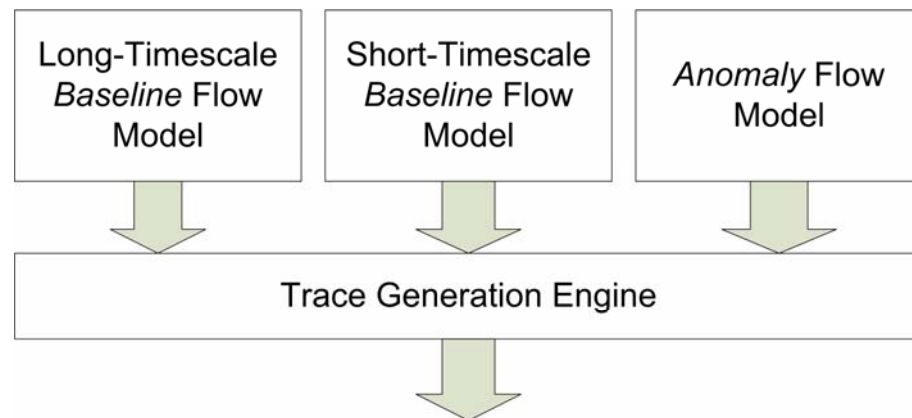 Long-Timescale
Baseline Flow
Model
Short-Timescale
Baseline Flow
Model
Anomaly Flow
Model
Trace Generation Engine